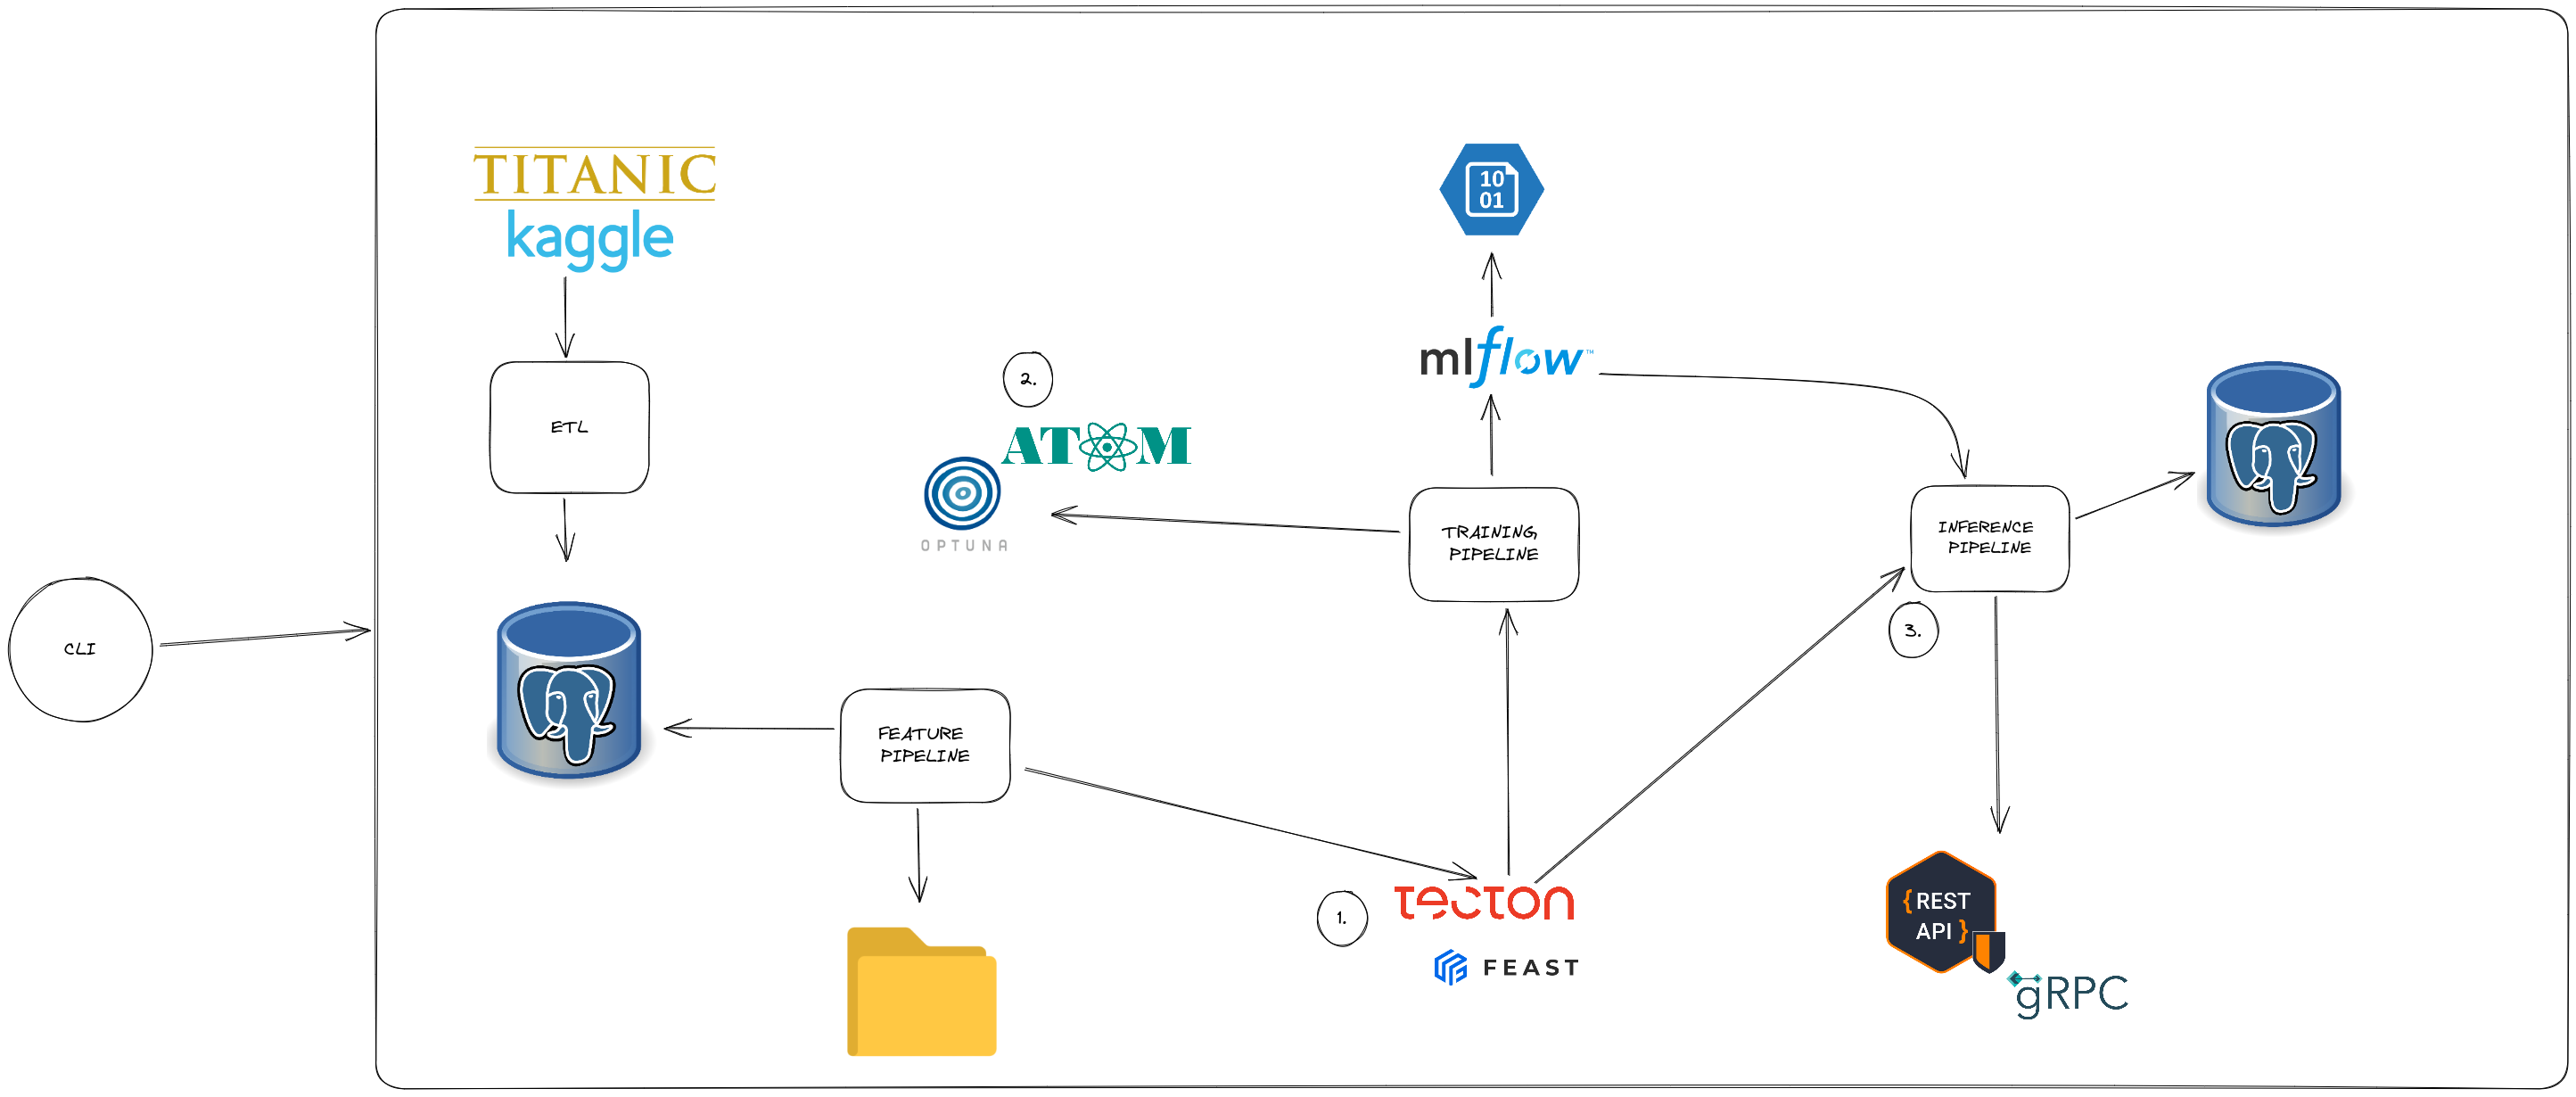 TITANIC
kaggle
ETL
CLI
FEATURE
PIPELINE
2.
ATOM
OPTUNA
10
01
mlflow™
TRAINING
PIPELINE
1.
Tecton
FEAST
INFERENCE
PIPELINE
3.
{REST
API}
gRPC